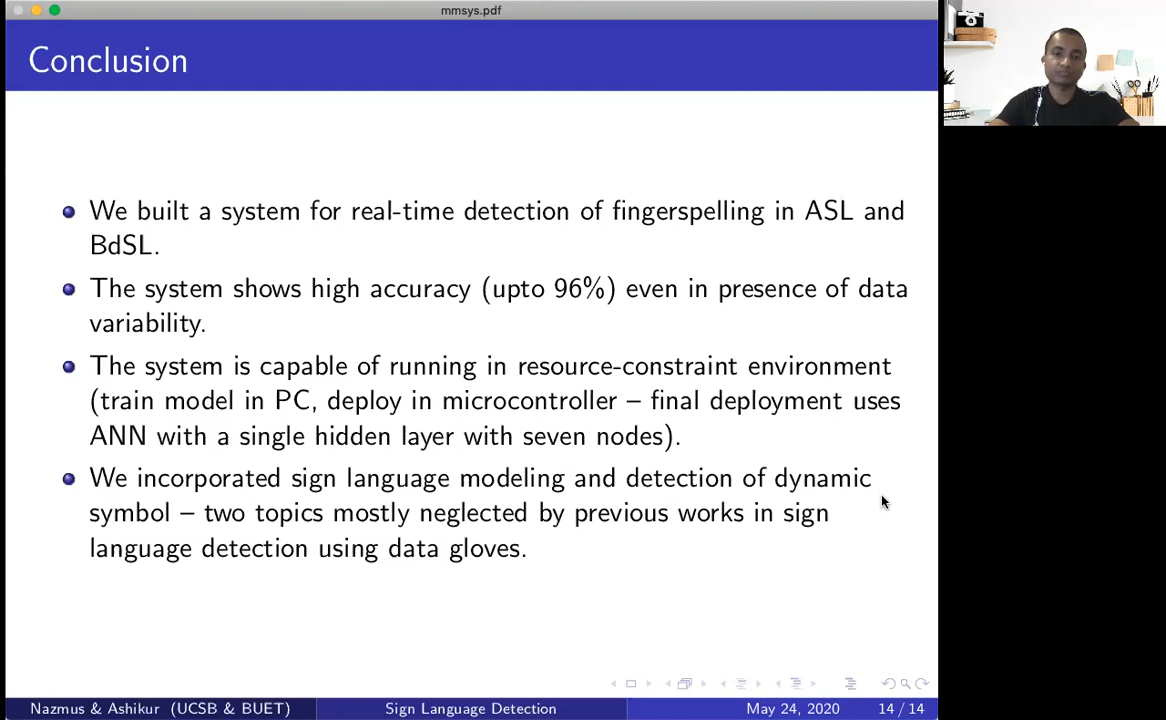 mmsys.pdf
Conclusion
We built a system for real-time detection of fingerspelling in ASL and
BdSL.
The system shows high accuracy (upto 96%) even in presence of data
variability.
The system is capable of running in resource-constraint environment
(train model in PC, deploy in microcontroller – final deployment uses
ANN with a single hidden layer with seven nodes).
We incorporated sign language modeling and detection of dynamic
symbol – two topics mostly neglected by previous works in sign
language detection using data gloves.
Nazmus & Ashikur (UCSB & BUET) Sign Language Detection May 24, 2020 14 / 14